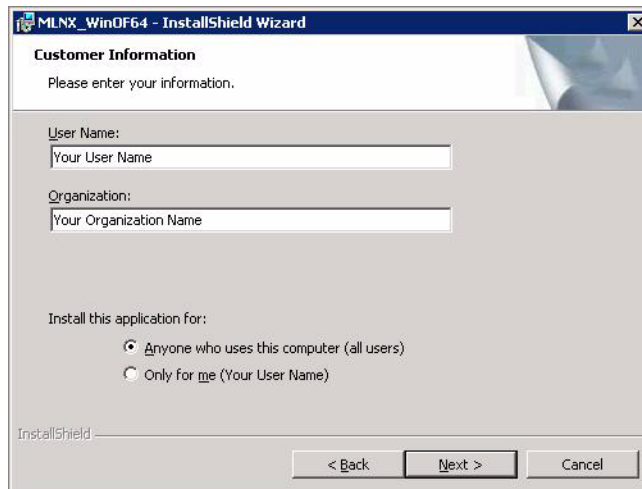 MLNX_WinOF64 - InstallShield Wizard
Customer Information
Please enter your information.
User Name:
Your User Name
Organization:
Your Organization Name
Install this application for:
Anyone who uses this computer (all users)
Only for me (Your User Name)
InstallShield
< Back Next > Cancel